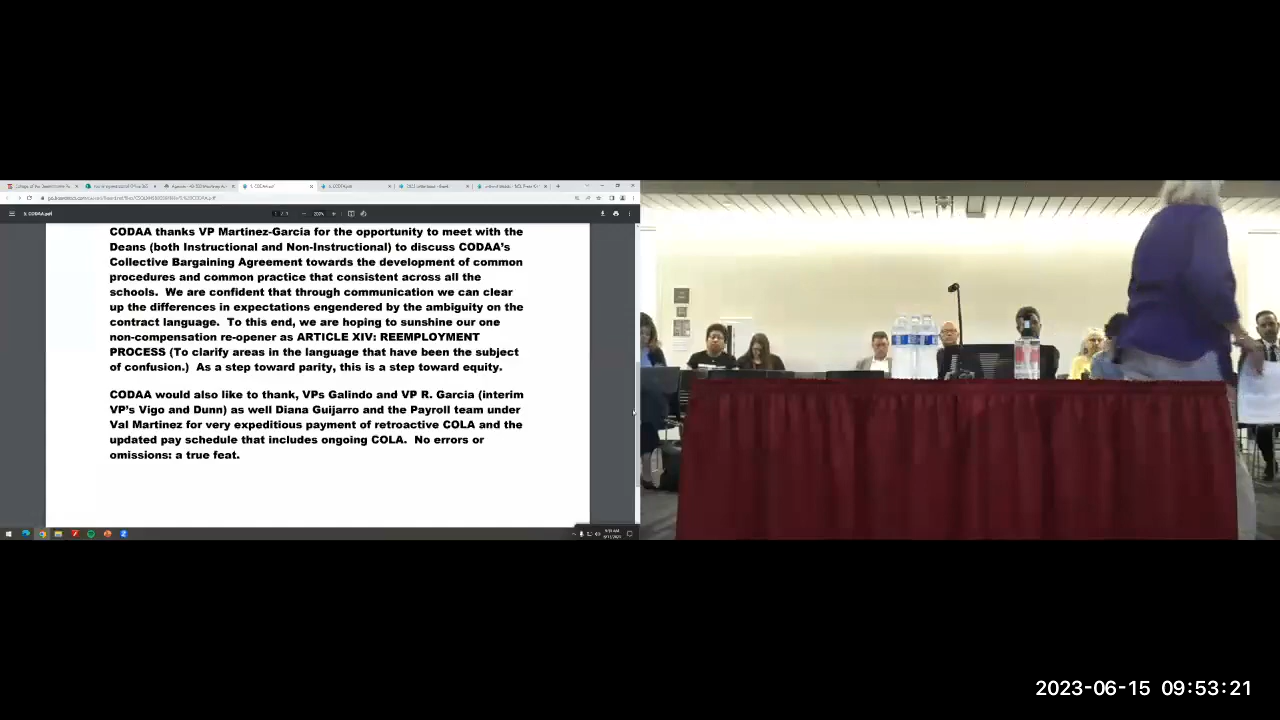 5. CODAA.pdf
200%
CODAA thanks VP Martinez-García for the opportunity to meet with the
Deans (both Instructional and Non-Instructional) to discuss CODAA's
Collective Bargaining Agreement towards the development of common
procedures and common practice that consistent across all the
schools.  We are confident that through communication we can clear
up the differences in expectations engendered by the ambiguity on the
contract language.  To this end, we are hoping to sunshine our one
non-compensation re-opener as ARTICLE XIV: REEMPLOYMENT
PROCESS (To clarify areas in the language that have been the subject
of confusion.)  As a step toward parity, this is a step toward equity.
CODAA would also like to thank, VPs Galindo and VP R. Garcia (interim
VP's Vigo and Dunn) as well Diana Guijarro and the Payroll team under
Val Martinez for very expeditious payment of retroactive COLA and the
updated pay schedule that includes ongoing COLA.  No errors or
omissions: a true feat.
2023-06-15 09:53:21